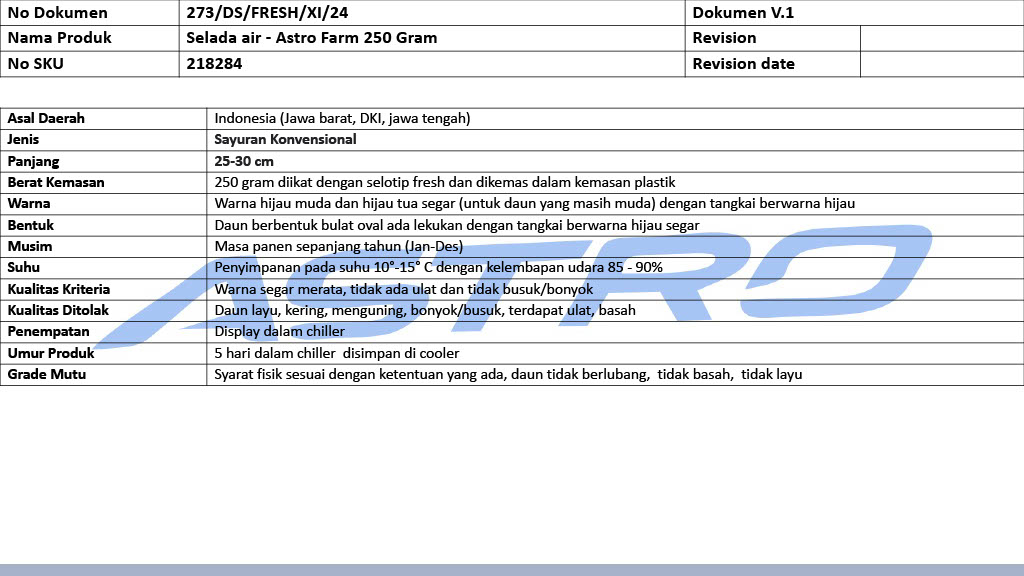 No Dokumen 273/DS/FRESH/XI/24 Dokumen V.1
Nama Produk Selada air - Astro Farm 250 Gram Revision
No SKU 218284 Revision date
Asal Daerah Indonesia (Jawa barat, DKI, jawa tengah)
Jenis Sayuran Konvensional
Panjang 25-30 cm
Berat Kemasan 250 gram diikat dengan selotip fresh dan dikemas dalam kemasan plastik
Warna Warna hijau muda dan hijau tua segar (untuk daun yang masih muda) dengan tangkai berwarna hijau
Bentuk Daun berbentuk bulat oval ada lekukan dengan tangkai berwarna hijau segar
Musim Masa panen sepanjang tahun (Jan-Des)
Suhu Penyimpanan pada suhu 10°-15° C dengan kelembapan udara 85 - 90%
Kualitas Kriteria Warna segar merata, tidak ada ulat dan tidak busuk/bonyok
Kualitas Ditolak Daun layu, kering, menguning, bonyok/busuk, terdapat ulat, basah
Penempatan Display dalam chiller
Umur Produk 5 hari dalam chiller disimpan di cooler
Grade Mutu Syarat fisik sesuai dengan ketentuan yang ada, daun tidak berlubang, tidak basah, tidak layu
ASTRO